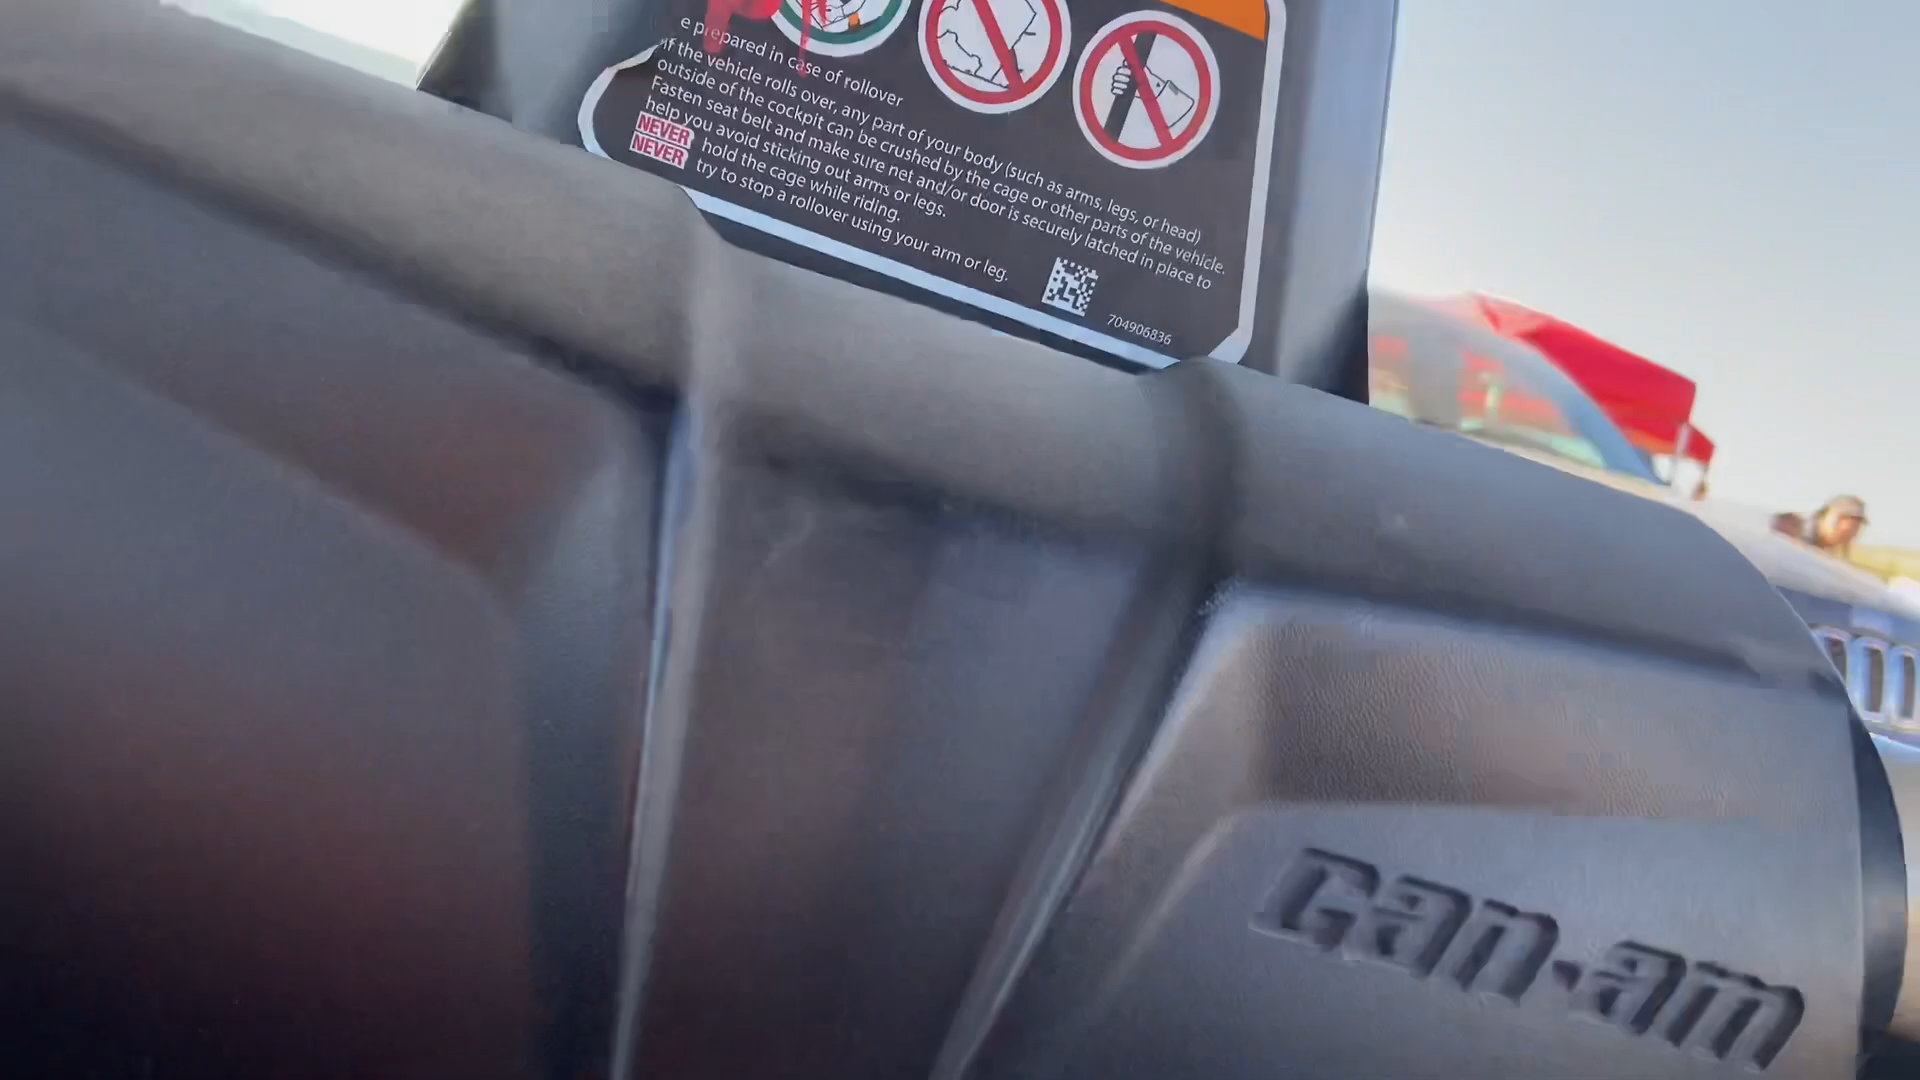 e prepared in case of rollover
If the vehicle rolls over, any part of your body (such as arms, legs, or head)
outside of the cockpit can be crushed by the cage or other parts of the vehicle.
Fasten seat belt and make sure net and/or door is securely latched in place to
help you avoid sticking out arms or legs.
NEVER hold the cage while riding.
NEVER try to stop a rollover using your arm or leg.
704906836
can-am